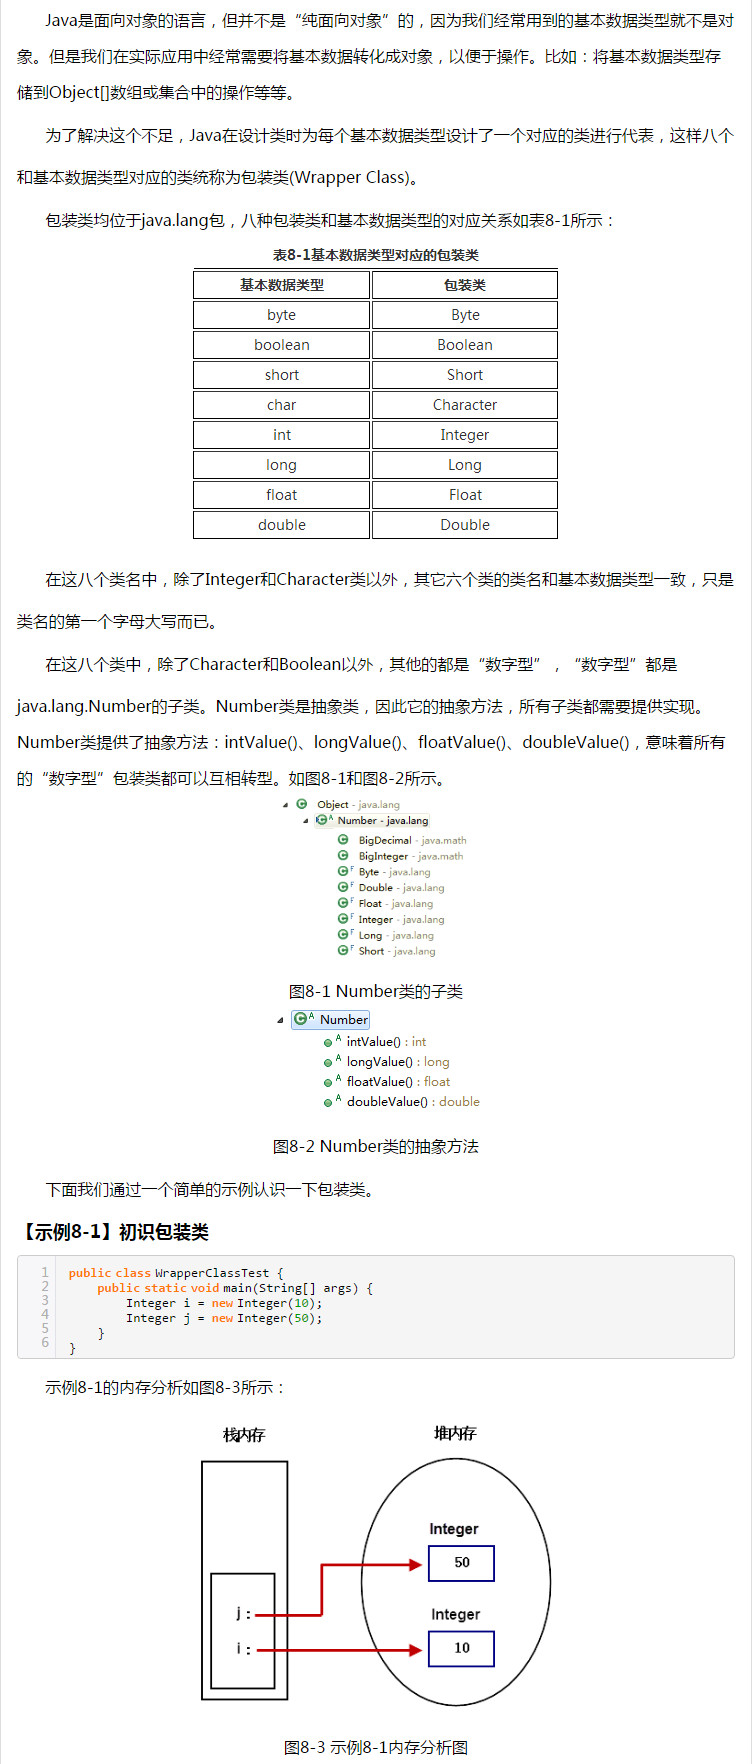 Java是面向对象的语言，但并不是“纯面向对象”的，因为我们经常用到的基本数据类型就不是对
象。但是我们在实际应用中经常需要将基本数据转化成对象，以便于操作。比如：将基本数据类型存
储到Object[]数组或集合中的操作等等。
为了解决这个不足，Java在设计类时为每个基本数据类型设计了一个对应的类进行代表，这样八个
和基本数据类型对应的类统称为包装类(Wrapper Class)。
包装类均位于java.lang包，八种包装类和基本数据类型的对应关系如表8-1所示：
表8-1基本数据类型对应的包装类
基本数据类型 包装类
byte Byte
boolean Boolean
short Short
char Character
int Integer
long Long
float Float
double Double
在这八个类名中，除了Integer和Character类以外，其它六个类的类名和基本数据类型一致，只是
类名的第一个字母大写而已。
在这八个类中，除了Character和Boolean以外，其他的都是“数字型”，“数字型”都是
java.lang.Number的子类。Number类是抽象类，因此它的抽象方法，所有子类都需要提供实现。
Number类提供了抽象方法：intValue()、longValue()、floatValue()、doubleValue()，意味着所有
的“数字型”包装类都可以互相转型。如图8-1和图8-2所示。
C Object - java.lang
C A Number - java.lang
C BigDecimal - java.math
C BigInteger - java.math
C F Byte - java.lang
C F Double - java.lang
C F Float - java.lang
C F Integer - java.lang
C F Long - java.lang
C F Short - java.lang
图8-1 Number类的子类
C A Number
A intValue() : int
A longValue() : long
A floatValue() : float
A doubleValue() : double
图8-2 Number类的抽象方法
下面我们通过一个简单的示例认识一下包装类。
【示例8-1】初识包装类
1 public class WrapperClassTest {
2 public static void main(String[] args) {
3 Integer i = new Integer(10);
4 Integer j = new Integer(50);
5 }
6 }
示例8-1的内存分析如图8-3所示：
栈内存 堆内存
Integer
50
j：
Integer
i： 10
图8-3 示例8-1内存分析图